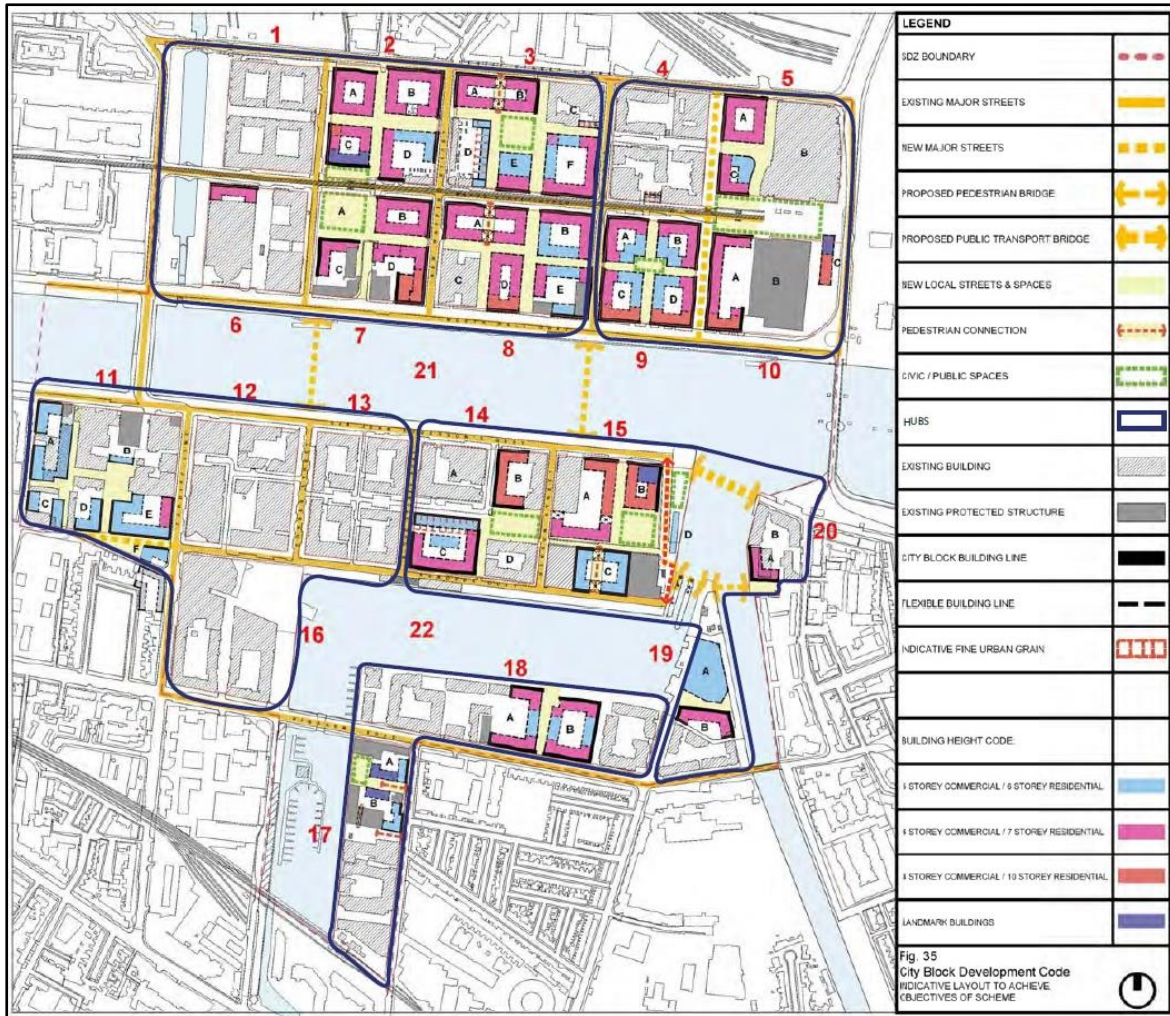 1
2
3
4
5
A
B
A
B
C
A
B
C
D
D
E
F
C
A
B
A
B
A
B
C
D
C
D
E
A
B
C
D
A
B
C
6
7
8
9
10
21
11
12
13
14
15
A
B
C
D
E
F
A
B
C
D
A
B
C
D
B
A
20
16
22
19
18
A
B
A
B
17
A
B
LEGEND
SDZ BOUNDARY
EXISTING MAJOR STREETS
NEW MAJOR STREETS
PROPOSED PEDESTRIAN BRIDGE
PROPOSED PUBLIC TRANSPORT BRIDGE
NEW LOCAL STREETS & SPACES
PEDESTRIAN CONNECTION
CIVIC / PUBLIC SPACES
HUBS
EXISTING BUILDING
EXISTING PROTECTED STRUCTURE
CITY BLOCK BUILDING LINE
FLEXIBLE BUILDING LINE
INDICATIVE FINE URBAN GRAIN
BUILDING HEIGHT CODE
STOREY COMMERCIAL / 6 STOREY RESIDENTIAL
STOREY COMMERCIAL / 7 STOREY RESIDENTIAL
STOREY COMMERCIAL / 10 STOREY RESIDENTIAL
LANDMARK BUILDINGS
Fig. 35
City Block Development Code
INDICATIVE LAYOUT TO ACHIEVE
OBJECTIVES OF SCHEME